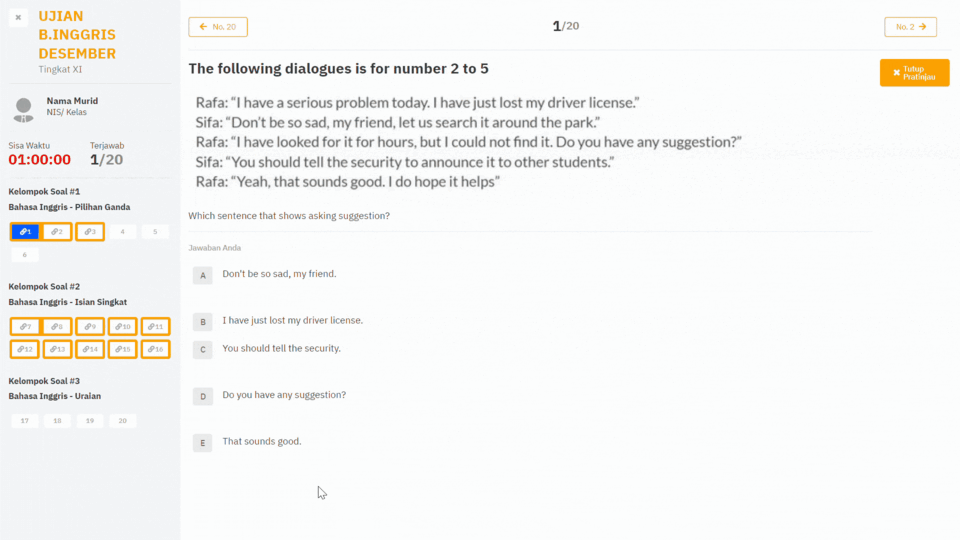 ×
UJIAN
B.INGGRIS
DESEMBER
Tingkat XI
Nama Murid
NIS/ Kelas
Sisa Waktu
Terjawab
01:00:00
1/20
Kelompok Soal #1
Bahasa Inggris - Pilihan Ganda
1 2 3 4 5
6
Kelompok Soal #2
Bahasa Inggris - Isian Singkat
7 8 9 10 11
12 13 14 15 16
Kelompok Soal #3
Bahasa Inggris - Uraian
17 18 19 20
← No. 20
1/20
No. 2 →
The following dialogues is for number 2 to 5
× Tutup
Pratinjau
Rafa: “I have a serious problem today. I have just lost my driver license.”
Sifa: “Don’t be so sad, my friend, let us search it around the park.”
Rafa: “I have looked for it for hours, but I could not find it. Do you have any suggestion?”
Sifa: “You should tell the security to announce it to other students.”
Rafa: “Yeah, that sounds good. I do hope it helps”
Which sentence that shows asking suggestion?
Jawaban Anda
A Don't be so sad, my friend.
B I have just lost my driver license.
C You should tell the security.
D Do you have any suggestion?
E That sounds good.